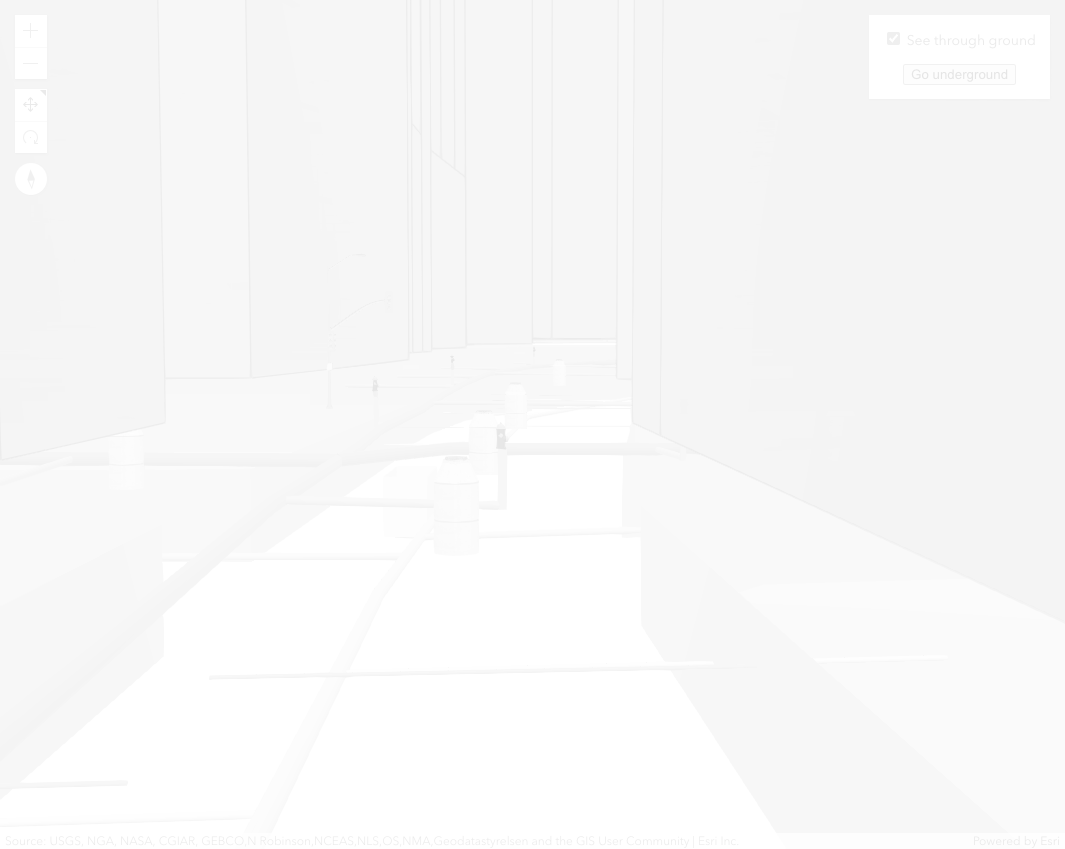 See through ground
Go underground
Source: USGS, NGA, NASA, CGIAR, GEBCO,N Robinson,NCEAS,NLS,OS,NMA,Geodatastyrelsen and the GIS User Community | Esri Inc.
Powered by Esri